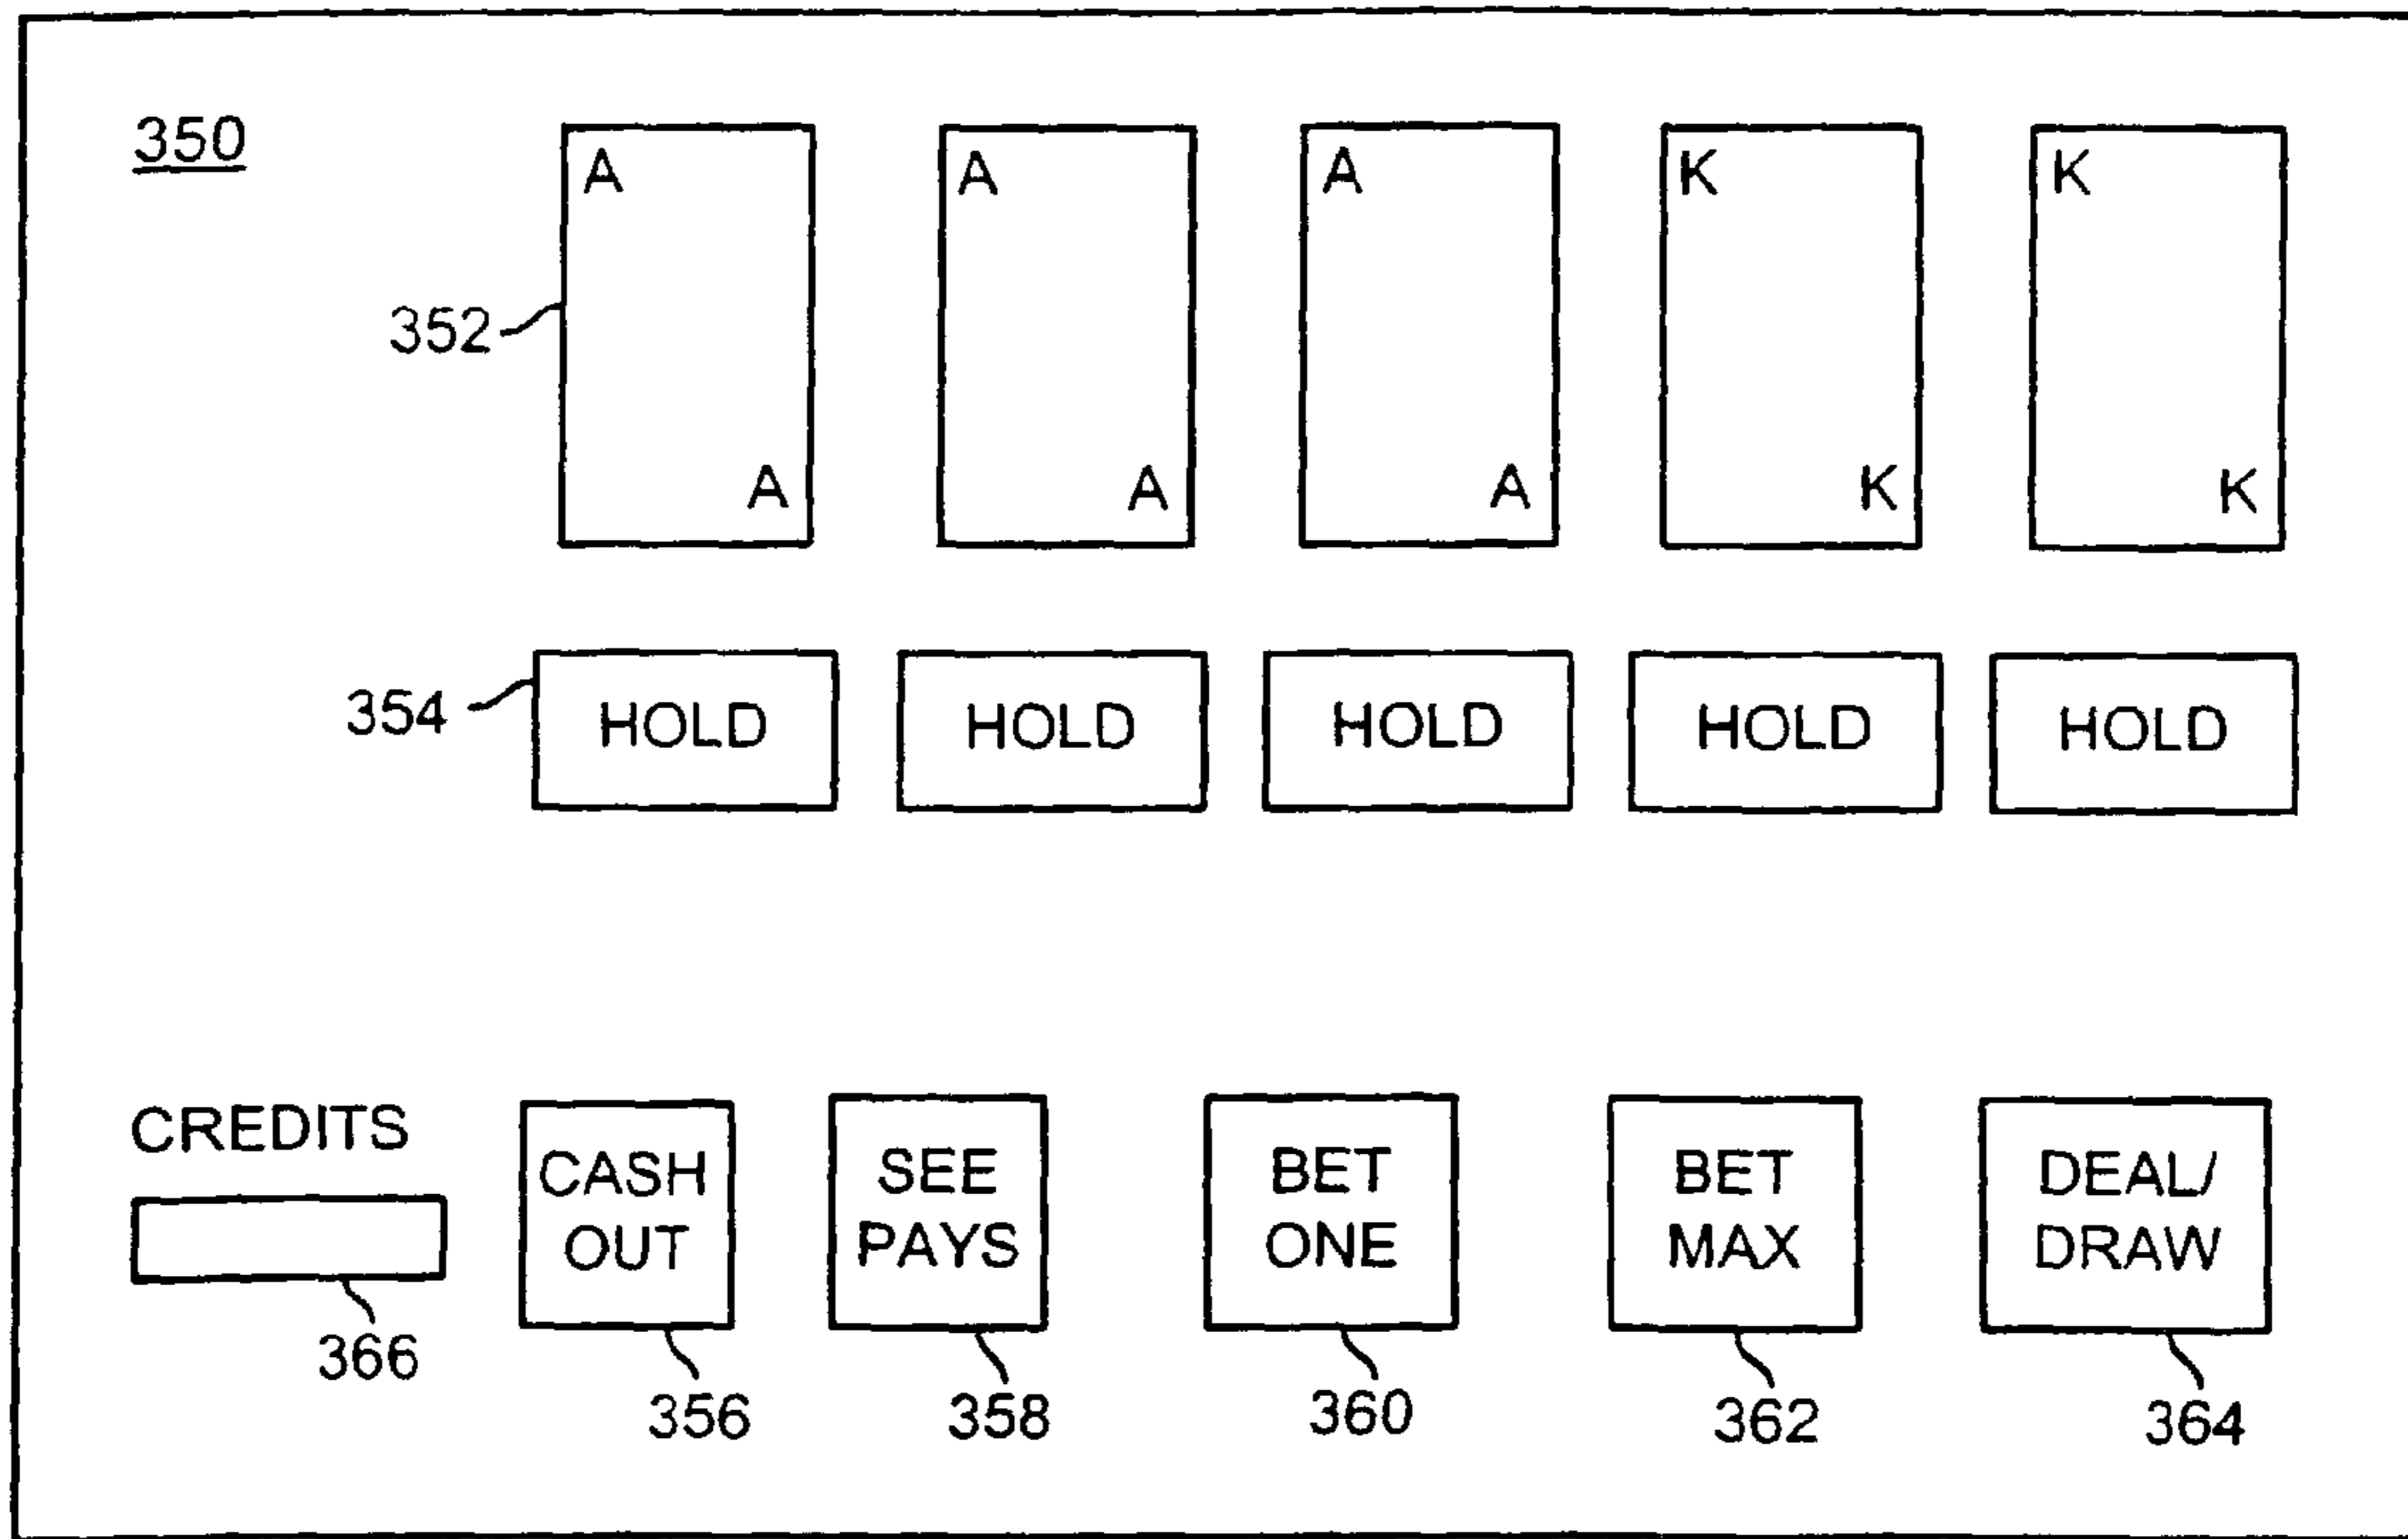 350
A A A K K
352
A A A K K
354 HOLD HOLD HOLD HOLD HOLD
CREDITS
CASH OUT
SEE PAYS
BET ONE
BET MAX
DEAL/ DRAW
366
356 358 360 362 364